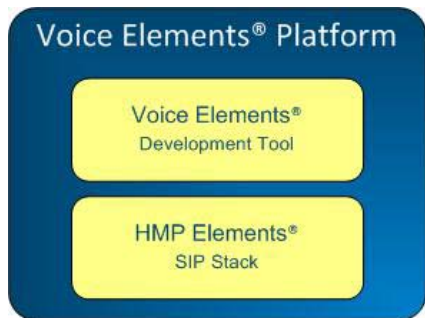 Voice Elements® Platform
Voice Elements®
Development Tool
HMP Elements®
SIP Stack